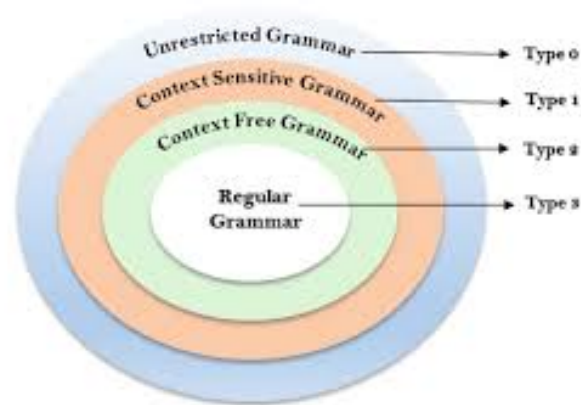 Unrestricted Grammar
Type 0
Context Sensitive Grammar
Type 1
Context Free Grammar
Type 2
Regular
Grammar
Type 3